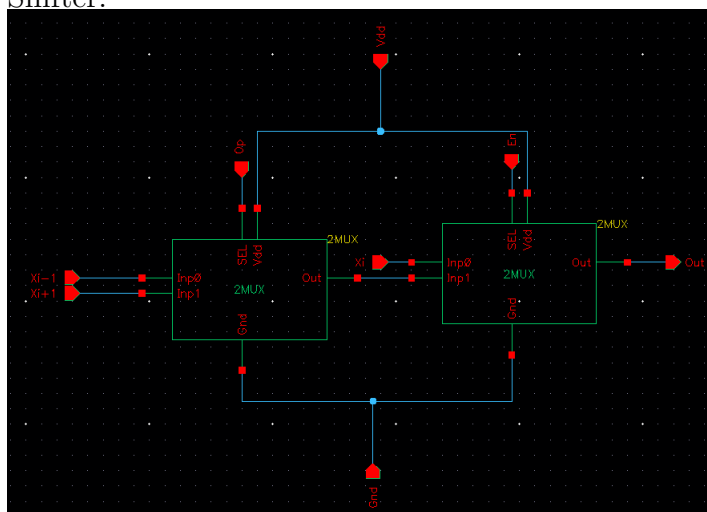 Shifter:
Vdd
Op
En
2MUX
2MUX
SEL
Vdd
SEL
Vdd
Xi-1
Inp0
Xi+1
Inp1
Out
2MUX
Gnd
Xi
Inp0
Inp1
Out
Out
2MUX
Gnd
Gnd